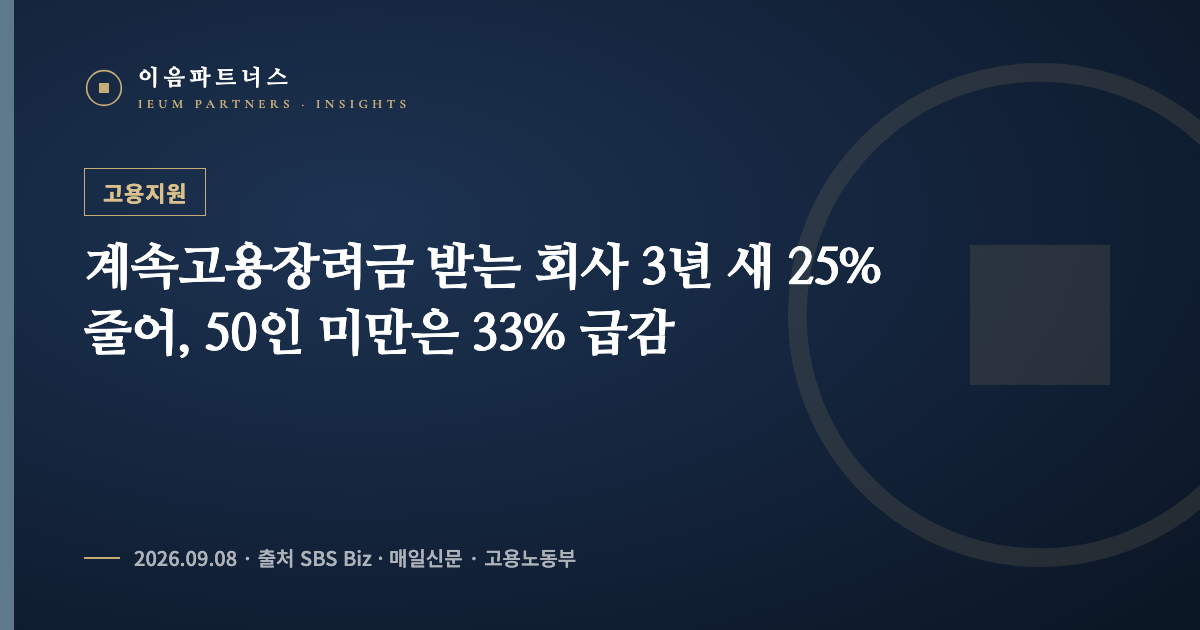 이음파트너스
IEUM PARTNERS · INSIGHTS
고용지원
계속고용장려금 받는 회사 3년 새 25%
줄어, 50인 미만은 33% 급감
2026.09.08 · 출처 SBS Biz · 매일신문 · 고용노동부